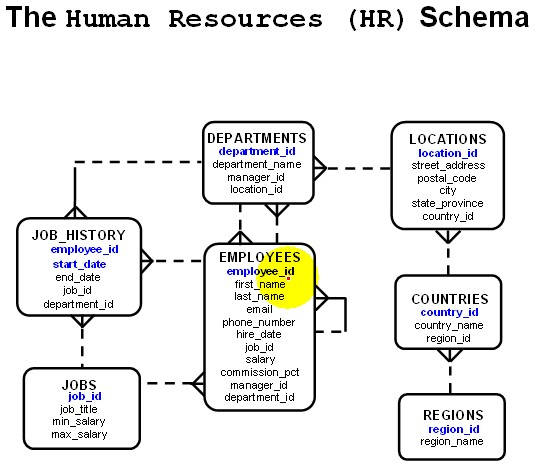 The Human Resources (HR) Schema
DEPARTMENTS
department_id
department_name
manager_id
location_id
LOCATIONS
location_id
street_address
postal_code
city
state_province
country_id
JOB_HISTORY
employee_id
start_date
end_date
job_id
department_id
EMPLOYEES
employee_id
first_name
last_name
email
phone_number
hire_date
job_id
salary
commission_pct
manager_id
department_id
COUNTRIES
country_id
country_name
region_id
JOBS
job_id
job_title
min_salary
max_salary
REGIONS
region_id
region_name